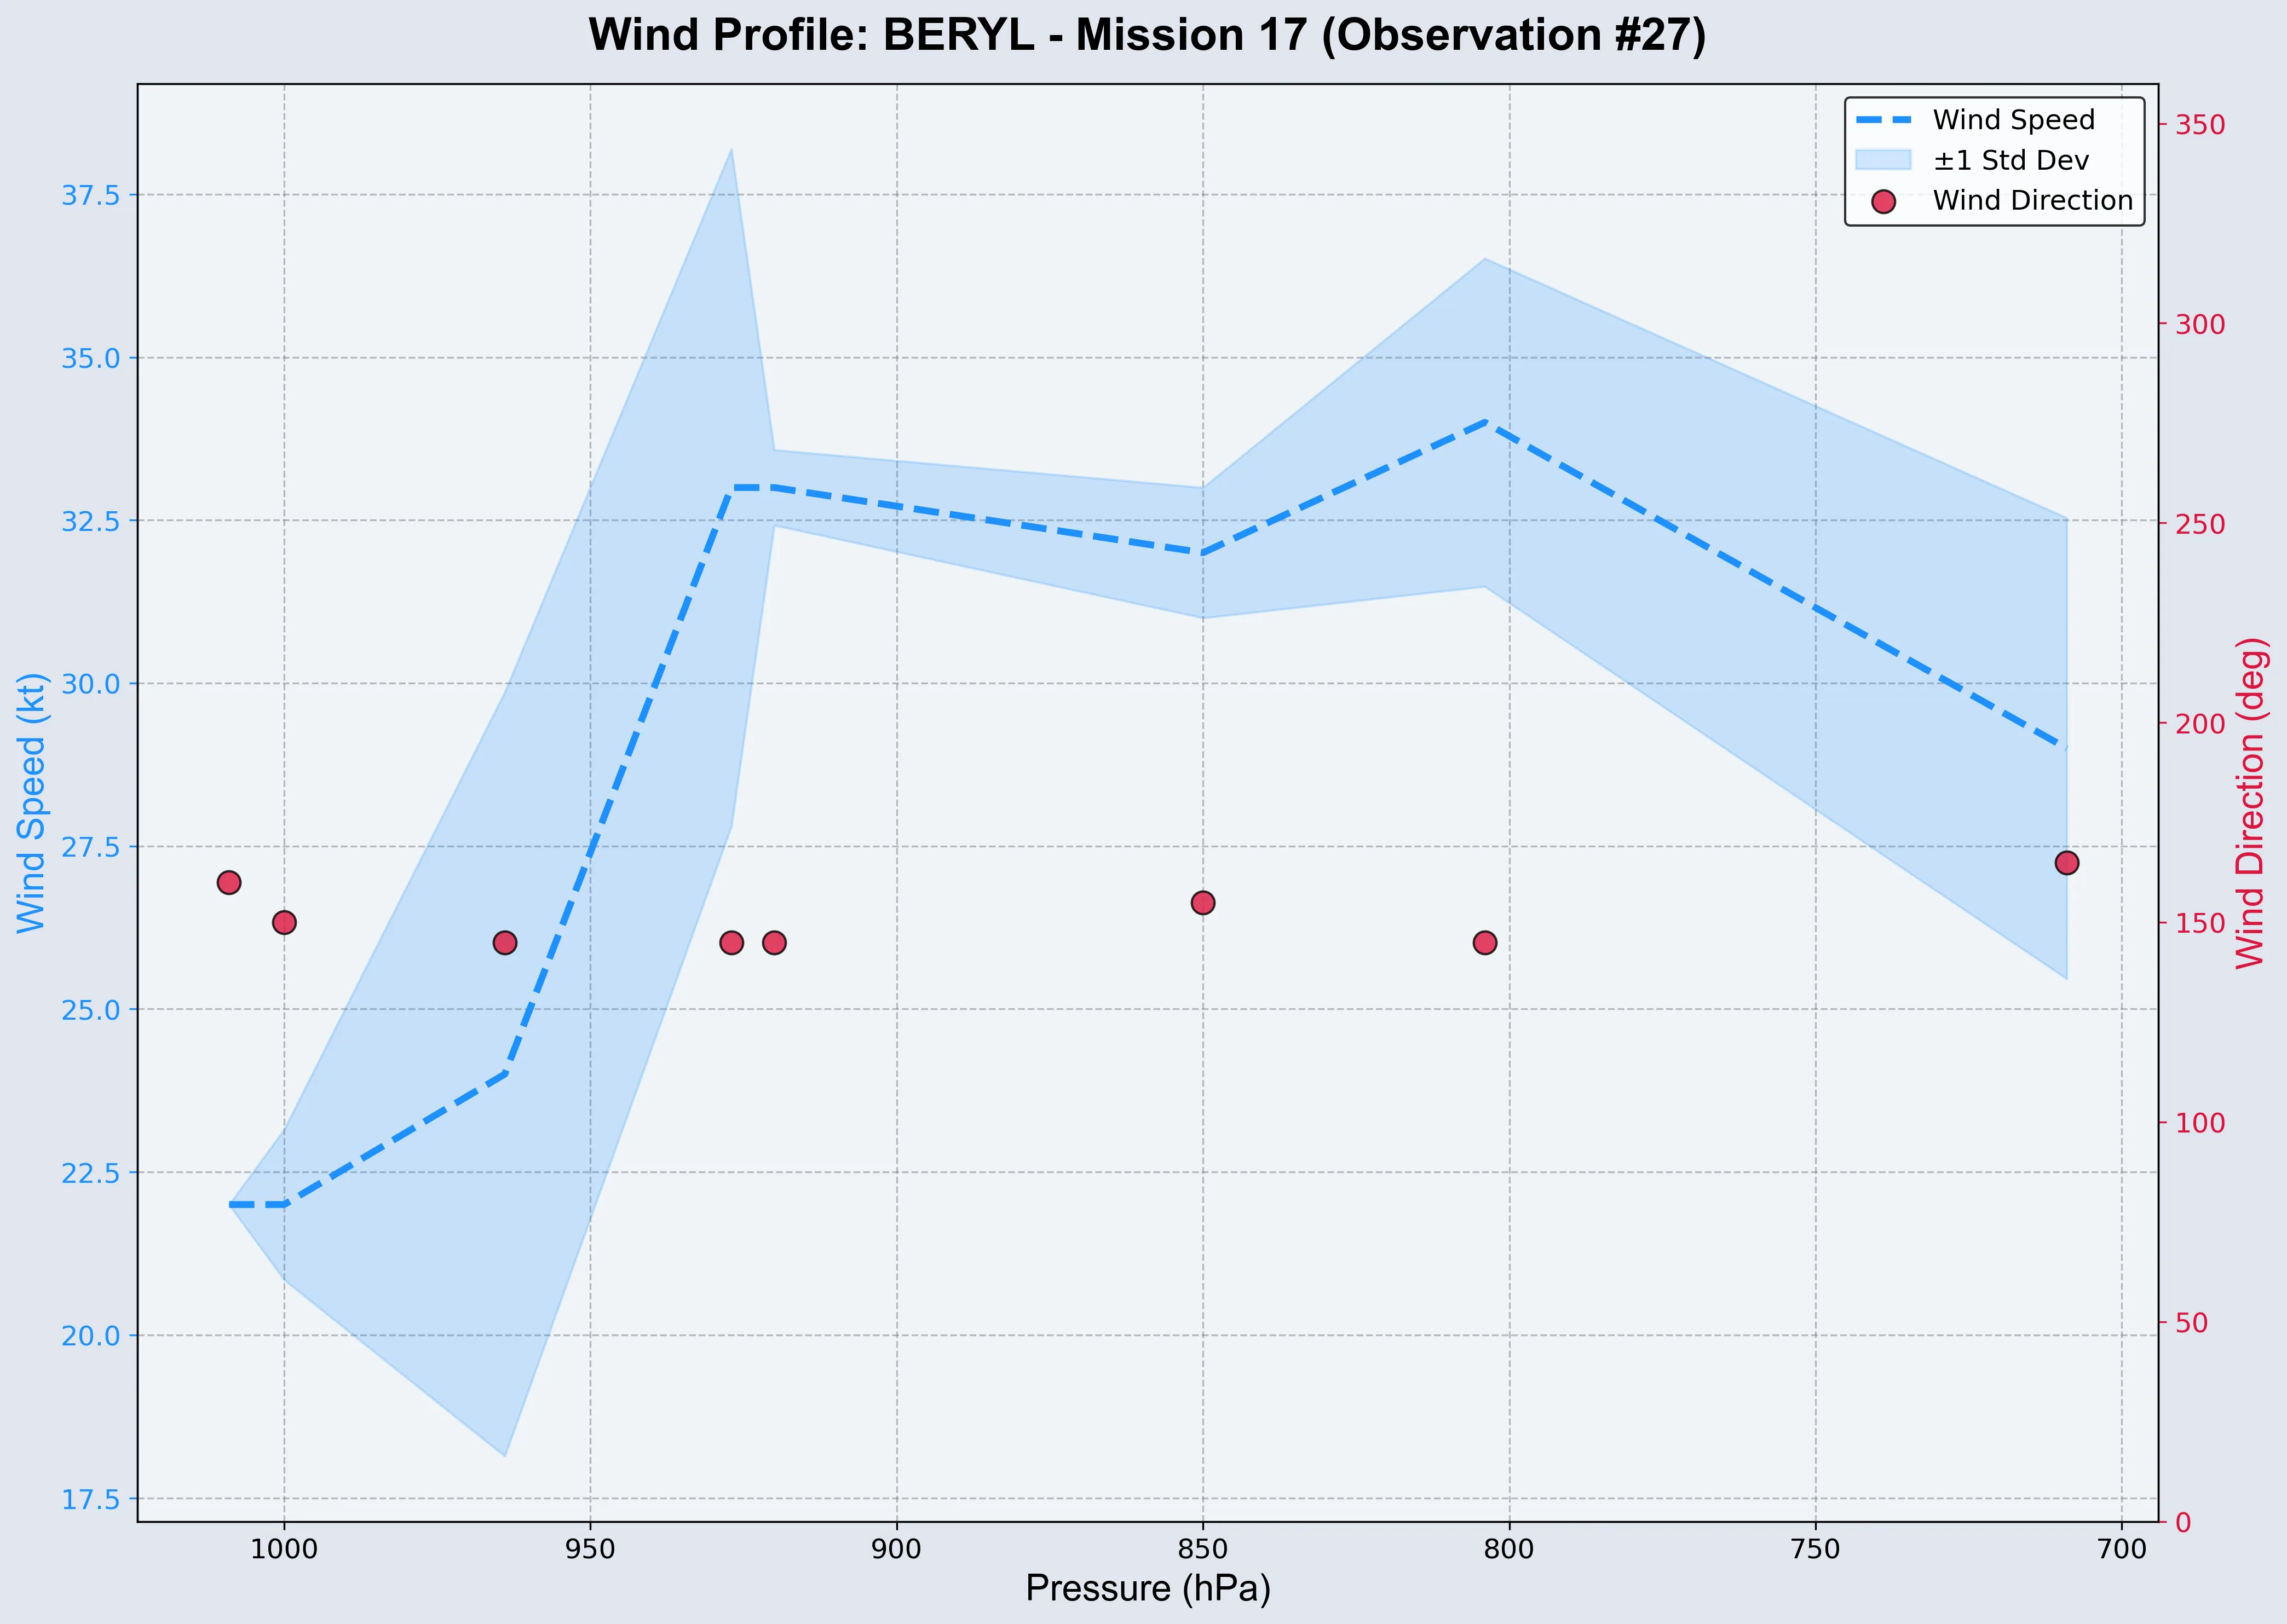 Wind Profile: BERYL - Mission 17 (Observation #27)
Wind Speed
±1 Std Dev
Wind Direction
37.5
35.0
32.5
30.0
27.5
25.0
22.5
20.0
17.5
Wind Speed (kt)
350
300
250
200
150
100
50
0
Wind Direction (deg)
1000 950 900 850 800 750 700
Pressure (hPa)